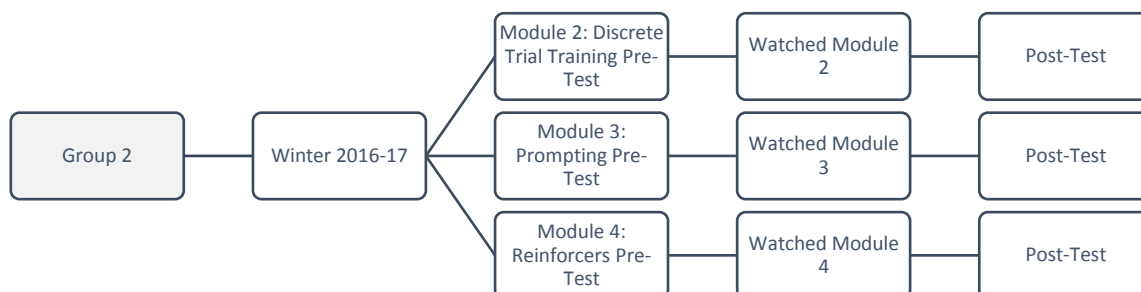 Group 2
Winter 2016-17
Module 2: Discrete
Trial Training Pre-
Test
Watched Module
2
Post-Test
Module 3:
Prompting Pre-
Test
Watched Module
3
Post-Test
Module 4:
Reinforcers Pre-
Test
Watched Module
4
Post-Test